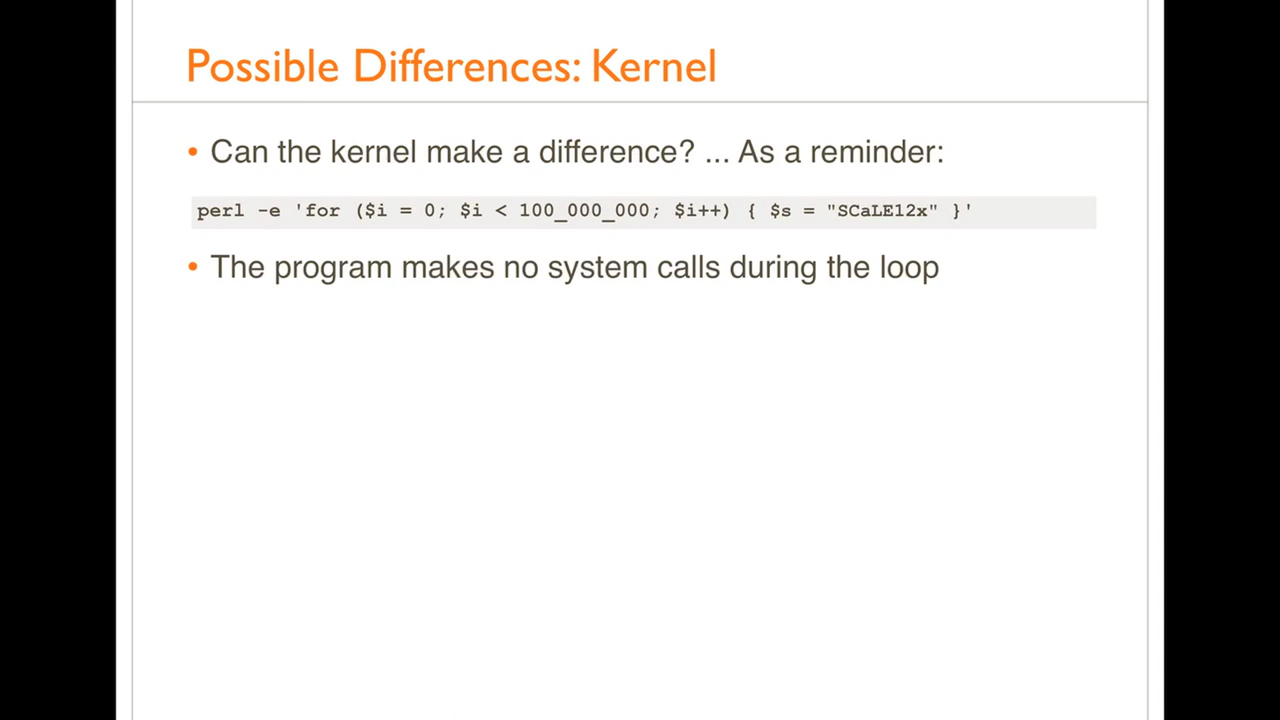 Possible Differences: Kernel
• Can the kernel make a difference? ... As a reminder:
perl -e 'for ($i = 0; $i < 100_000_000; $i++) { $s = "SCaLE12x" }'
• The program makes no system calls during the loop